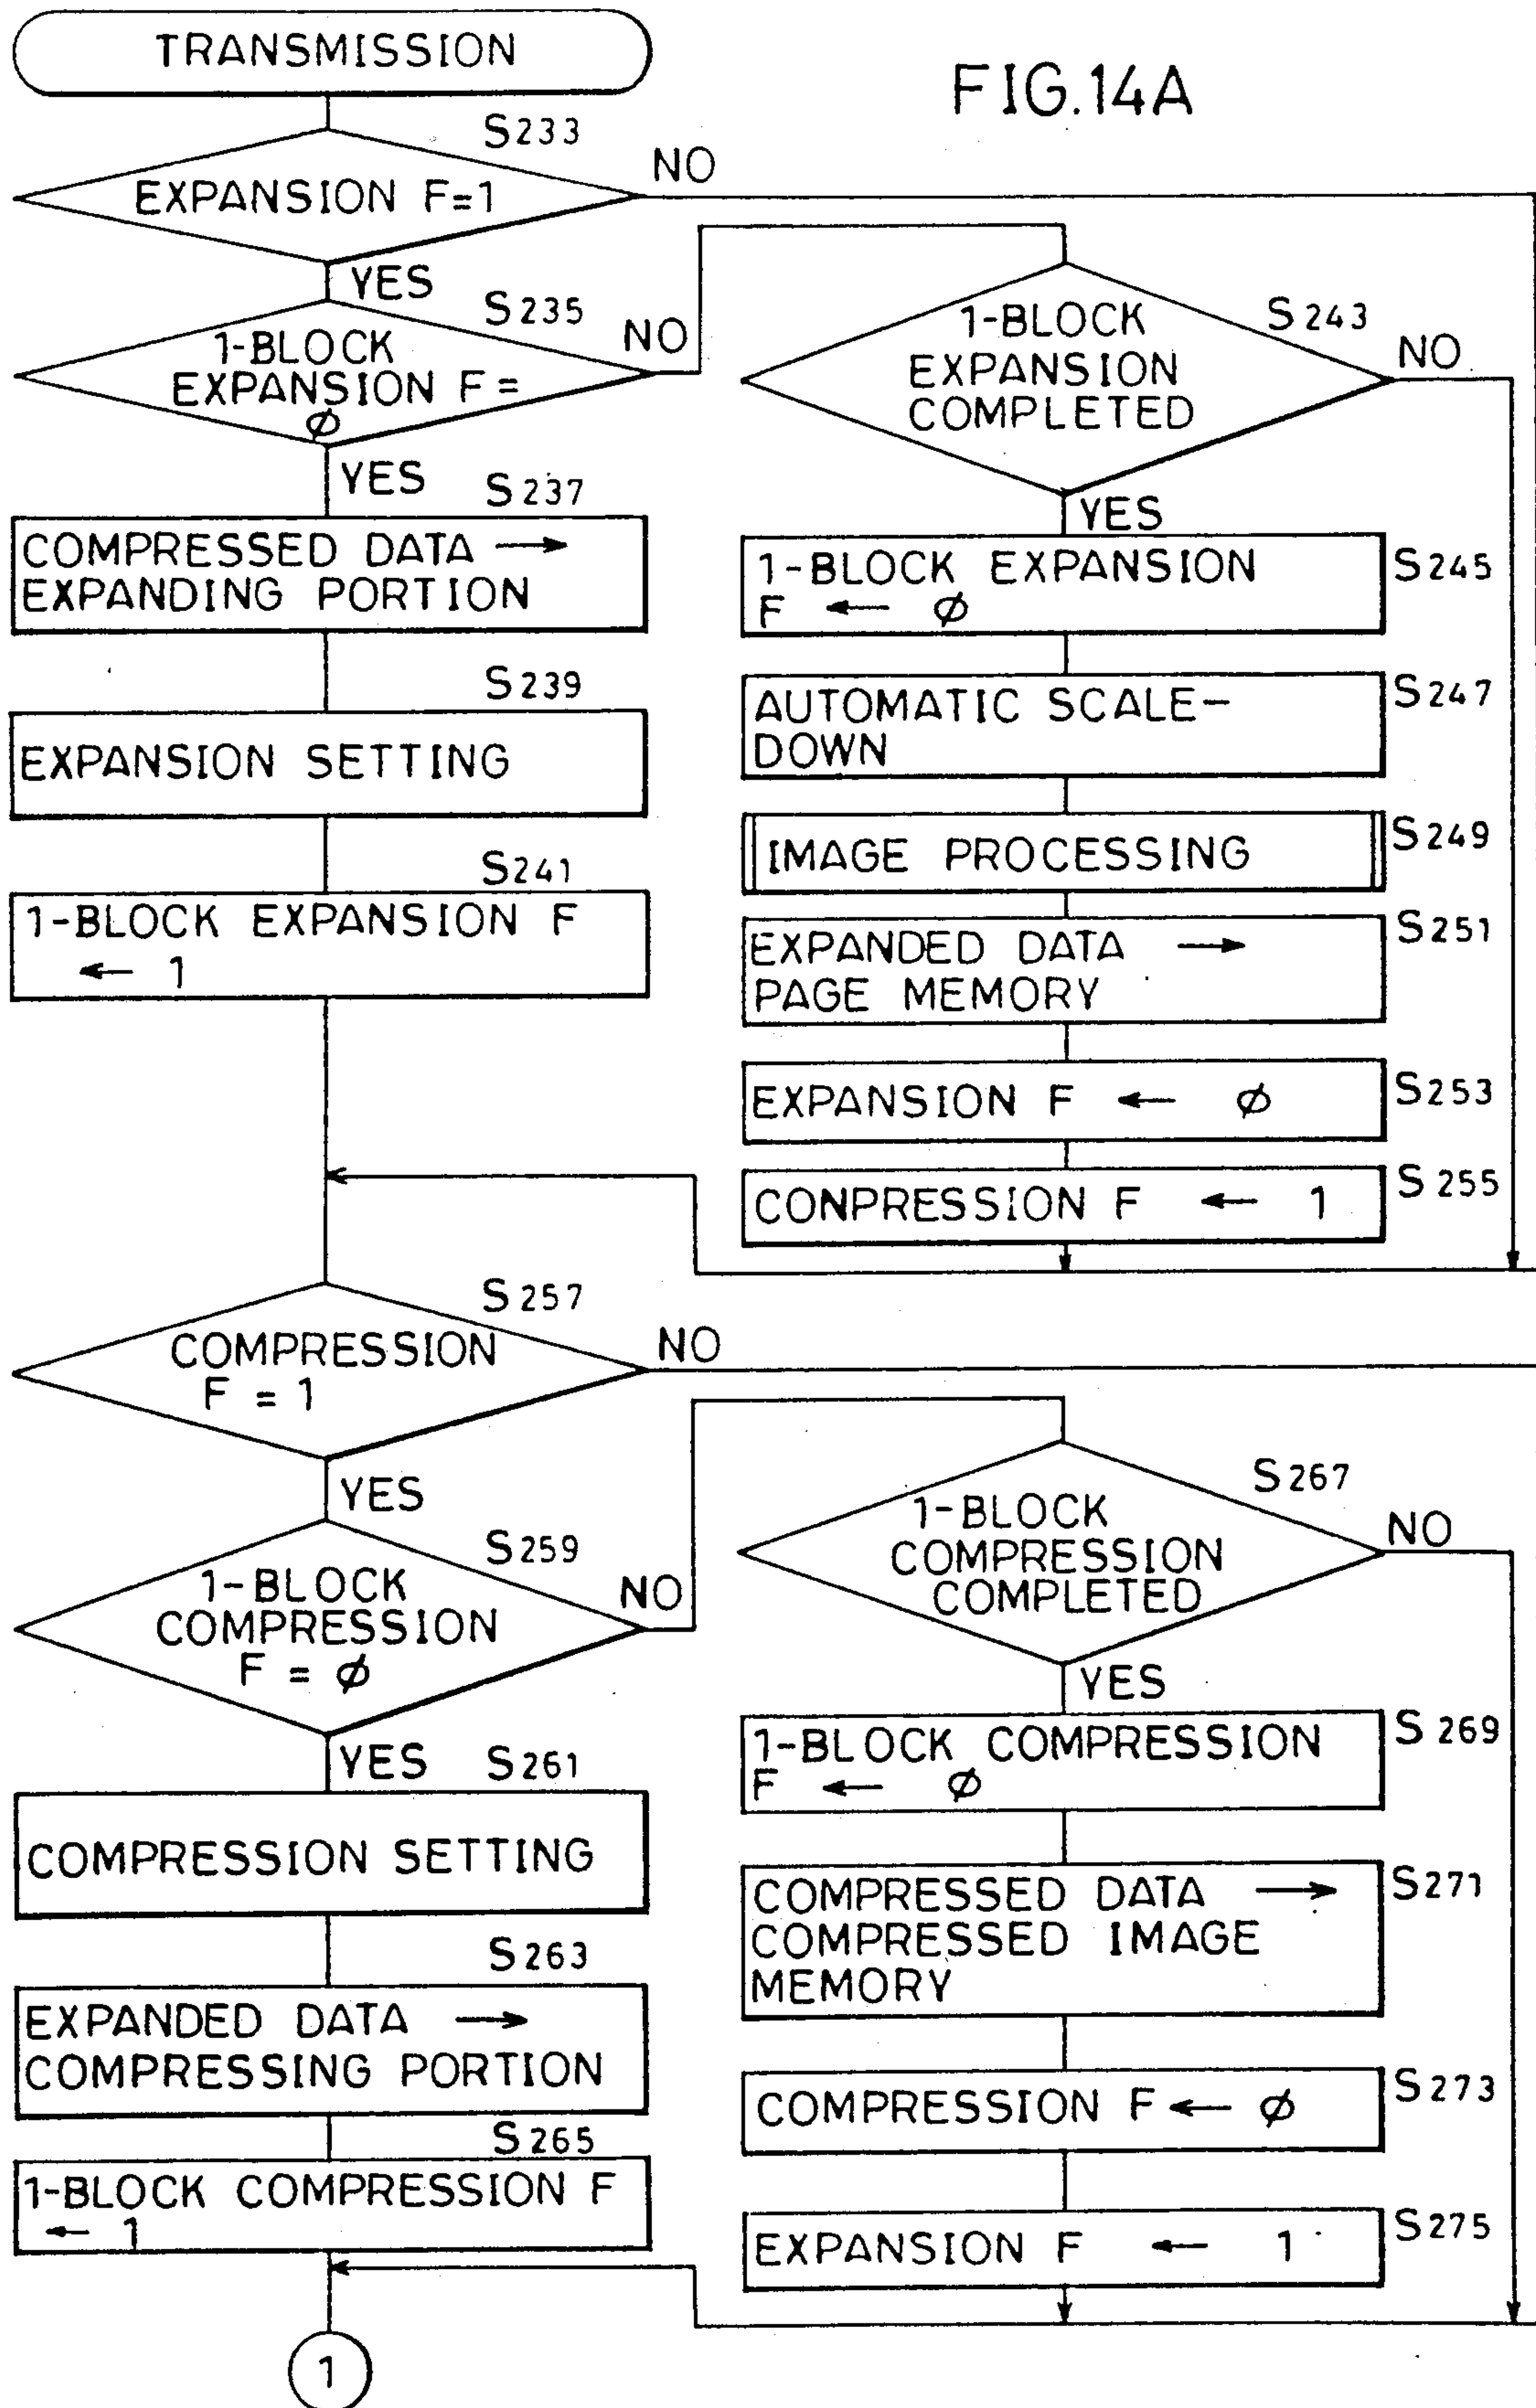 TRANSMISSION
FIG.14A
S233
EXPANSION F=1
NO
YES
S235
1-BLOCK
EXPANSION F =
φ
NO
YES
S237
COMPRESSED DATA →
EXPANDING PORTION
S239
EXPANSION SETTING
S241
1-BLOCK EXPANSION F
← 1
S243
1-BLOCK
EXPANSION
COMPLETED
NO
YES
S245
1-BLOCK EXPANSION
F ← φ
S247
AUTOMATIC SCALE-
DOWN
S249
IMAGE PROCESSING
S251
EXPANDED DATA →
PAGE MEMORY
S253
EXPANSION F ← φ
S255
CONPRESSION F ← 1
S257
COMPRESSION
F = 1
NO
YES
S259
1-BLOCK
COMPRESSION
F = φ
NO
YES
S261
COMPRESSION SETTING
S263
EXPANDED DATA →
COMPRESSING PORTION
S265
1-BLOCK COMPRESSION F
← 1
S267
1-BLOCK
COMPRESSION
COMPLETED
NO
YES
S269
1-BLOCK COMPRESSION
F ← φ
S271
COMPRESSED DATA →
COMPRESSED IMAGE
MEMORY
S273
COMPRESSION F ← φ
S275
EXPANSION F ← 1
1